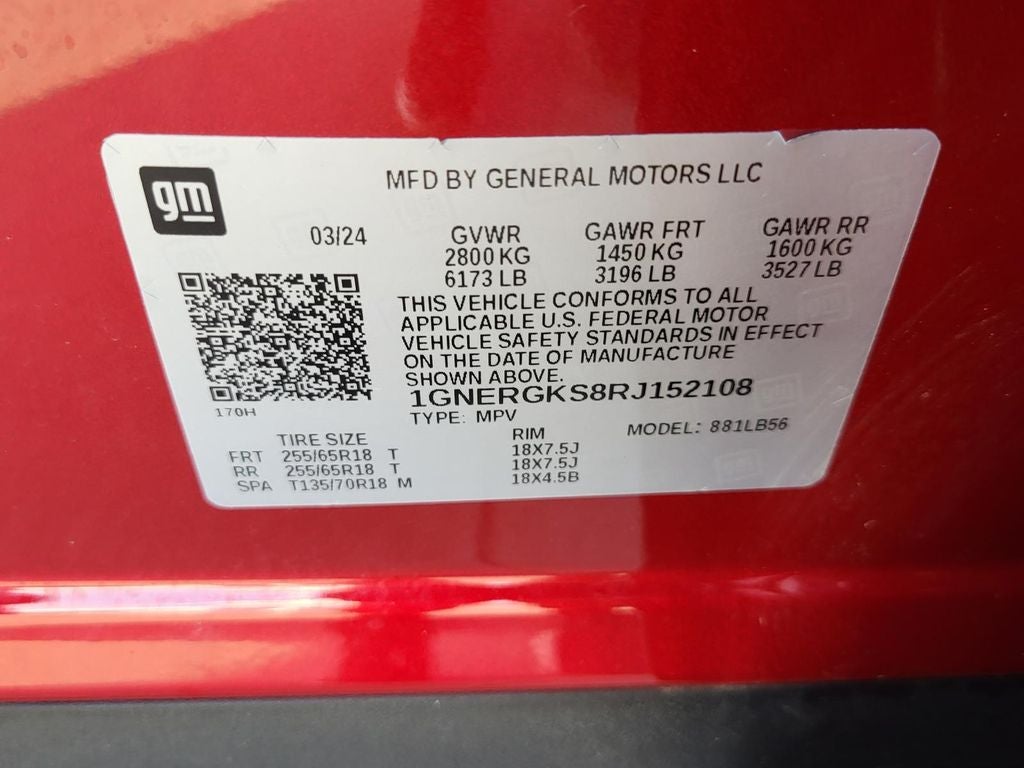 gm
MFD BY GENERAL MOTORS LLC
03/24
GVWR
2800 KG
6173 LB
GAWR FRT
1450 KG
3196 LB
GAWR RR
1600 KG
3527 LB
THIS VEHICLE CONFORMS TO ALL
APPLICABLE U.S. FEDERAL MOTOR
VEHICLE SAFETY STANDARDS IN EFFECT
ON THE DATE OF MANUFACTURE
SHOWN ABOVE.
1GNERGKS8RJ152108
TYPE: MPV
MODEL: 881LB56
170H
TIRE SIZE RIM
FRT 255/65R18 T 18X7.5J
RR 255/65R18 T 18X7.5J
SPA T135/70R18 M 18X4.5B